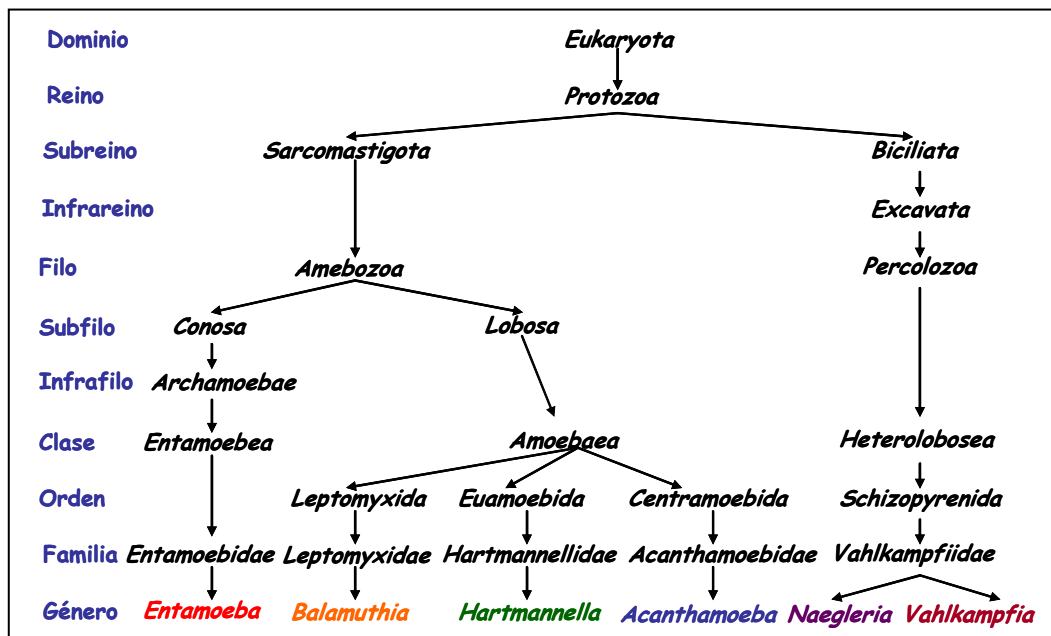 Dominio Eukaryota
Reino Protozoa
Subreino Sarcomastigota Biciliata
Infrareino Excavata
Filo Amebozoa Percolozoa
Subfilo Conosa Lobosa
Infrafilo Archamoebae
Clase Entamoebea Amoebaea Heterolobosea
Orden Leptomyxida Euamoebida Centramoebida Schizopyrenida
Familia Entamoebidae Leptomyxidae Hartmannellidae Acanthamoebidae Vahlkampfiidae
Género Entamoeba Balamuthia Hartmannella Acanthamoeba Naegleria Vahlkampfia